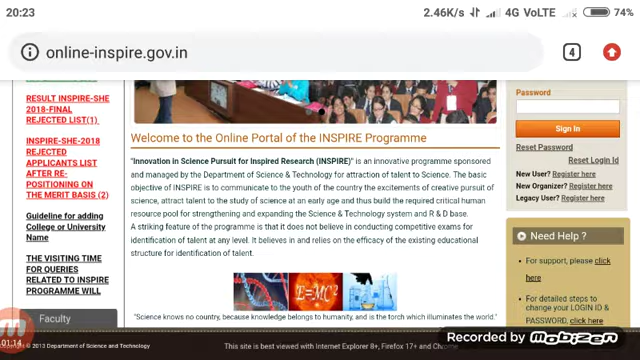 20:23
2.46K/s 4G VoLTE 74%
online-inspire.gov.in
4
RESULT INSPIRE-SHE
2018-FINAL
REJECTED LIST(1)
INSPIRE-SHE-2018
REJECTED
APPLICANTS LIST
AFTER RE-
POSITIONING ON
THE MERIT BASIS (2)
Guideline for adding
College or University
Name
THE VISITING TIME
FOR QUERIES
RELATED TO INSPIRE
PROGRAMME WILL
Faculty
Welcome to the Online Portal of the INSPIRE Programme
"Innovation in Science Pursuit for Inspired Research (INSPIRE)" is an innovative programme sponsored
and managed by the Department of Science & Technology for attraction of talent to Science. The basic
objective of INSPIRE is to communicate to the youth of the country the excitements of creative pursuit of
science, attract talent to the study of science at an early age and thus build the required critical human
resource pool for strengthening and expanding the Science & Technology system and R & D base.
A striking feature of the programme is that it does not believe in conducting competitive exams for
identification of talent at any level. It believes in and relies on the efficacy of the existing educational
structure for identification of talent.
E=MC²
"Science knows no country, because knowledge belongs to humanity, and is the torch which illuminates the world."
Password
Sign In
Reset Password
Reset Login Id
New User? Register here
New Organizer? Register here
Legacy User? Register here
Need Help ?
For support, please click
here
For detailed steps to
change your LOGIN ID &
PASSWORD, click here
01:14
© 2013 Department of Science and Technology
This site is best viewed with Internet Explorer 8+, Firefox 17+ and Chrome
Recorded by mobizen